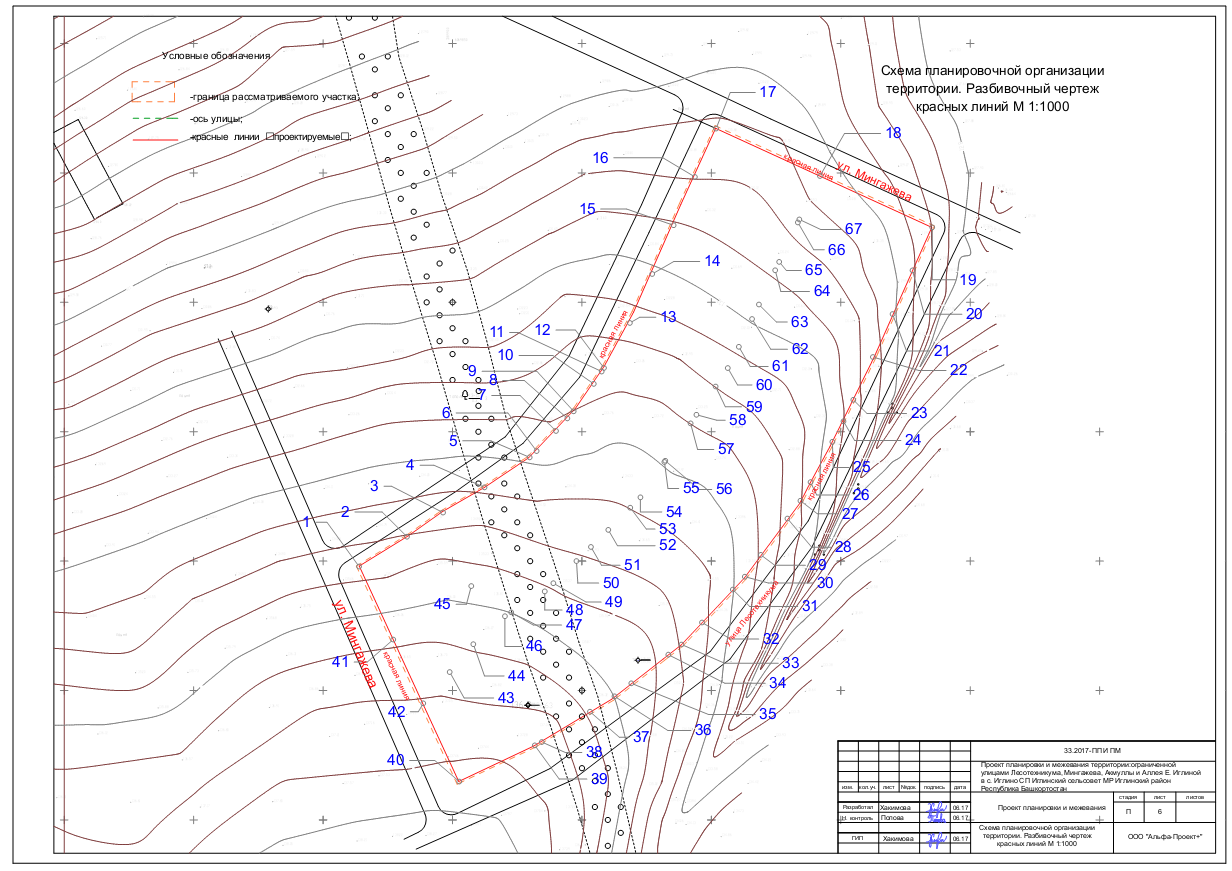 Условные обозначения
-граница рассматриваемого участка;
-ось улицы;
-красные линии □проектируемые□;
Схема планировочной организации
территории. Разбивочный чертеж
красных линий М 1:1000
17
18
16
красная линия
ул. Мингажева
15
67
66
14
65
64
19
63
20
13
красная линия
12
11
62
21
10
61
22
9
60
8
7
59
23
6
58
24
5
57
4
25
красная линия
55
56
26
3
54
27
2
53
1
52
28
51
29
50
30
49
45
48
31
47
улица Лесотехникума
46
32
ул. Мингажева
41
красная линия
33
44
34
43
42
35
36
37
38
40
39
33.2017-ПП И ПМ
Проект планировки и межевания территории:ограниченной
улицами Лесотехникума, Мингажева, Акмуллы и Аллея Е. Иглиной
в с. Иглино СП Иглинский сельсовет МР Иглинский район
Республика Башкортостан
изм.
кол.уч.
лист
№док.
подпись
дата
Разработал
Хакимова
06.17
Н. контроль
Попова
06.17
ГИП
Хакимова
06.17
Проект планировки и межевания
стадия
лист
листов
П
6
Схема планировочной организации
территории. Разбивочный чертеж
красных линий М 1:1000
ООО "Альфа-Проект+"